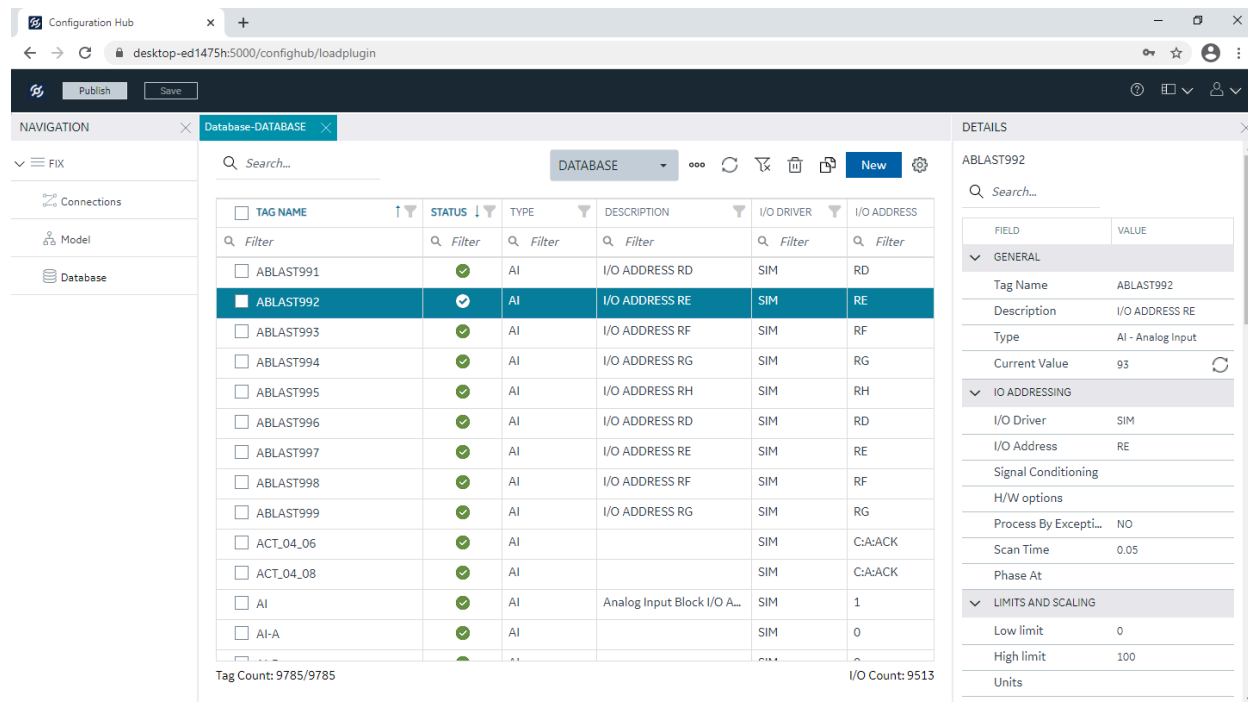 Configuration Hub
desktop-ed1475h:5000/confighub/loadplugin
Publish Save
NAVIGATION
FIX
Connections
Model
Database
Database-DATABASE
Search...
DATABASE
New
TAG NAME STATUS TYPE DESCRIPTION I/O DRIVER I/O ADDRESS
Filter Filter Filter Filter Filter Filter
ABLAST991 AI I/O ADDRESS RD SIM RD
ABLAST992 AI I/O ADDRESS RE SIM RE
ABLAST993 AI I/O ADDRESS RF SIM RF
ABLAST994 AI I/O ADDRESS RG SIM RG
ABLAST995 AI I/O ADDRESS RH SIM RH
ABLAST996 AI I/O ADDRESS RD SIM RD
ABLAST997 AI I/O ADDRESS RE SIM RE
ABLAST998 AI I/O ADDRESS RF SIM RF
ABLAST999 AI I/O ADDRESS RG SIM RG
ACT_04_06 AI SIM C:A:ACK
ACT_04_08 AI SIM C:A:ACK
AI AI Analog Input Block I/O A... SIM 1
AI-A AI SIM 0
Tag Count: 9785/9785 I/O Count: 9513
DETAILS
ABLAST992
Search...
FIELD VALUE
GENERAL
Tag Name ABLAST992
Description I/O ADDRESS RE
Type AI - Analog Input
Current Value 93
IO ADDRESSING
I/O Driver SIM
I/O Address RE
Signal Conditioning
H/W options
Process By Excepti... NO
Scan Time 0.05
Phase At
LIMITS AND SCALING
Low limit 0
High limit 100
Units